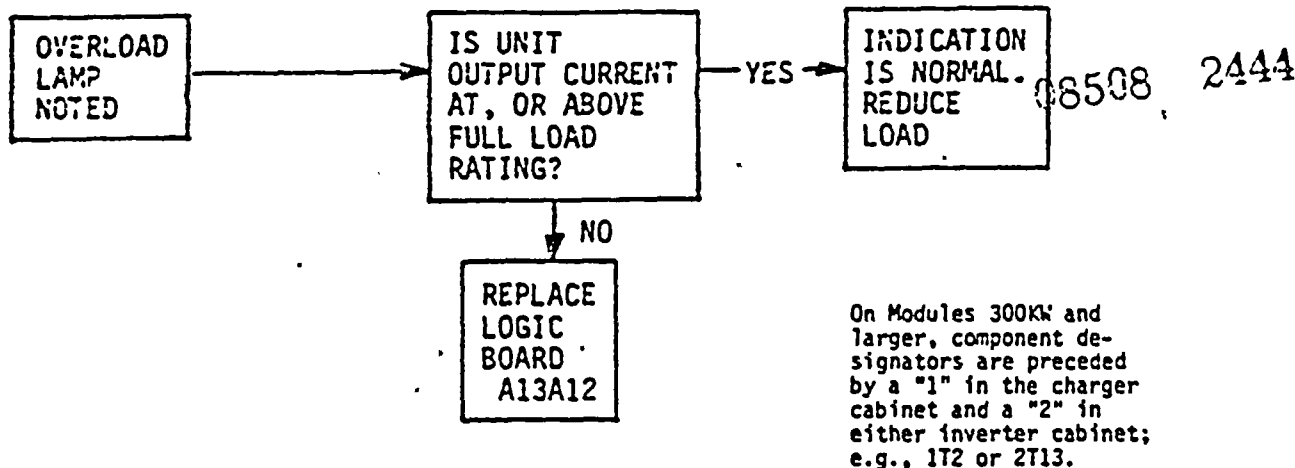 OVERLOAD
LAMP
NOTED
IS UNIT
OUTPUT CURRENT
AT, OR ABOVE
FULL LOAD
RATING?
YES
INDICATION
IS NORMAL.
REDUCE
LOAD
08508 2444
NO
REPLACE
LOGIC
BOARD
A13A12
On Modules 300KW and
larger, component de-
signators are preceded
by a "1" in the charger
cabinet and a "2" in
either inverter cabinet;
e.g., 1T2 or 2T13.